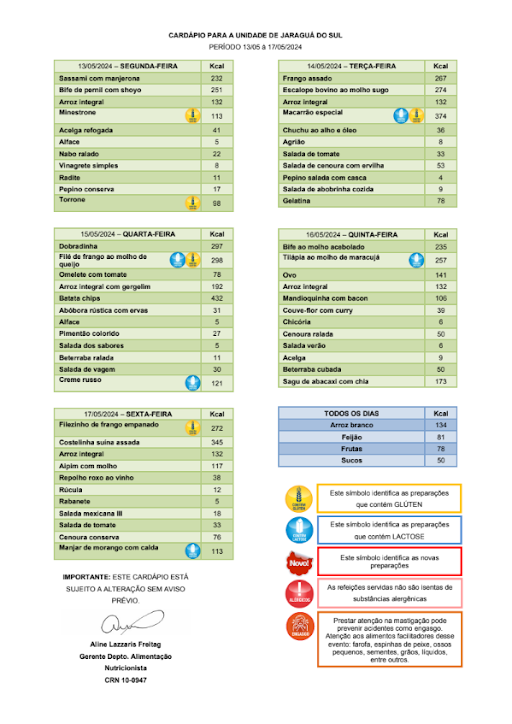 CARDÁPIO PARA A UNIDADE DE JARAGUÁ DO SUL
PERÍODO 13/05 à 17/05/2024
13/05/2024 – SEGUNDA-FEIRA Kcal
Sassami com manjerona 232
Bife de pernil com shoyo 251
Arroz integral 132
Minestrone 113
Acelga refogada 41
Alface 5
Nabo ralado 22
Vinagrete simples 8
Radite 11
Pepino conserva 17
Torrone 98
14/05/2024 – TERÇA-FEIRA Kcal
Frango assado 267
Escalope bovino ao molho sugo 274
Arroz integral 132
Macarrão especial 374
Chuchu ao alho e óleo 36
Agrião 8
Salada de tomate 33
Salada de cenoura com ervilha 53
Pepino salada com casca 4
Salada de abobrinha cozida 9
Gelatina 78
15/05/2024 – QUARTA-FEIRA Kcal
Dobradinha 297
Filé de frango ao molho de
queijo 298
Omelete com tomate 78
Arroz integral com gergelim 192
Batata chips 432
Abóbora rústica com ervas 31
Alface 5
Pimentão colorido 27
Salada dos sabores 5
Beterraba ralada 11
Salada de vagem 30
Creme russo 121
16/05/2024 – QUINTA-FEIRA Kcal
Bife ao molho acebolado 235
Tilápia ao molho de maracujá 257
Ovo 141
Arroz integral 132
Mandioquinha com bacon 106
Couve-flor com curry 39
Chicória 6
Cenoura ralada 50
Salada verão 6
Acelga 9
Beterraba cubada 50
Sagu de abacaxi com chia 173
17/05/2024 – SEXTA-FEIRA Kcal
Filezinho de frango empanado 272
Costelinha suína assada 345
Arroz integral 132
Aipim com molho 117
Repolho roxo ao vinho 38
Rúcula 12
Rabanete 5
Salada mexicana III 18
Salada de tomate 33
Cenoura conserva 76
Manjar de morango com calda 113
TODOS OS DIAS Kcal
Arroz branco 134
Feijão 81
Frutas 78
Sucos 50
CONTÉM
GLÚTEN
Este símbolo identifica as preparações
que contém GLÚTEN
CONTÉM
LACTOSE
Este símbolo identifica as preparações
que contém LACTOSE
Novo!
Este símbolo identifica as novas
preparações
ALÉRGICOS
As refeições servidas não são isentas de
substâncias alergênicas
ENGASGO
Prestar atenção na mastigação pode
prevenir acidentes como engasgo.
Atenção aos alimentos facilitadores desse
evento: farofa, espinhas de peixe, ossos
pequenos, sementes, grãos, líquidos,
entre outros.
IMPORTANTE: ESTE CARDÁPIO ESTÁ
SUJEITO A ALTERAÇÃO SEM AVISO
PRÉVIO.
Aline Lazzaris Freitag
Gerente Depto. Alimentação
Nutricionista
CRN 10-0947